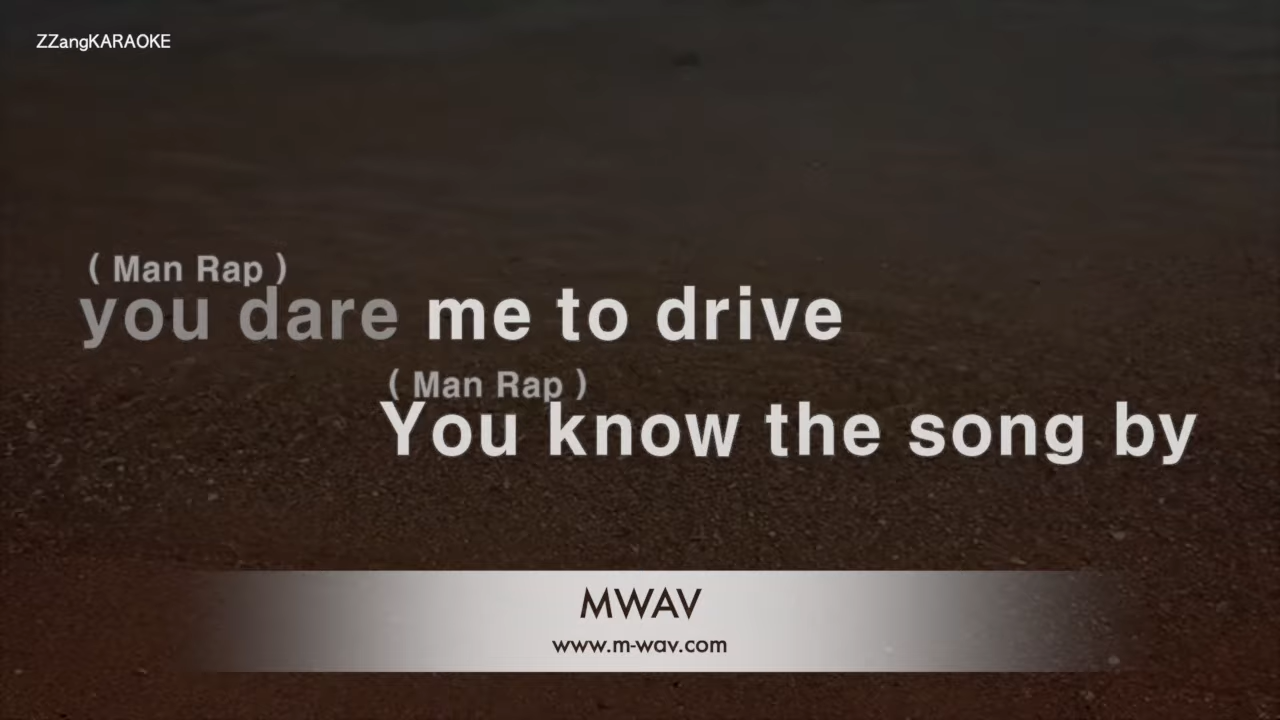 ZZangKARAOKE
( Man Rap )
you dare me to drive
( Man Rap )
You know the song by
MWAV
www.m-wav.com